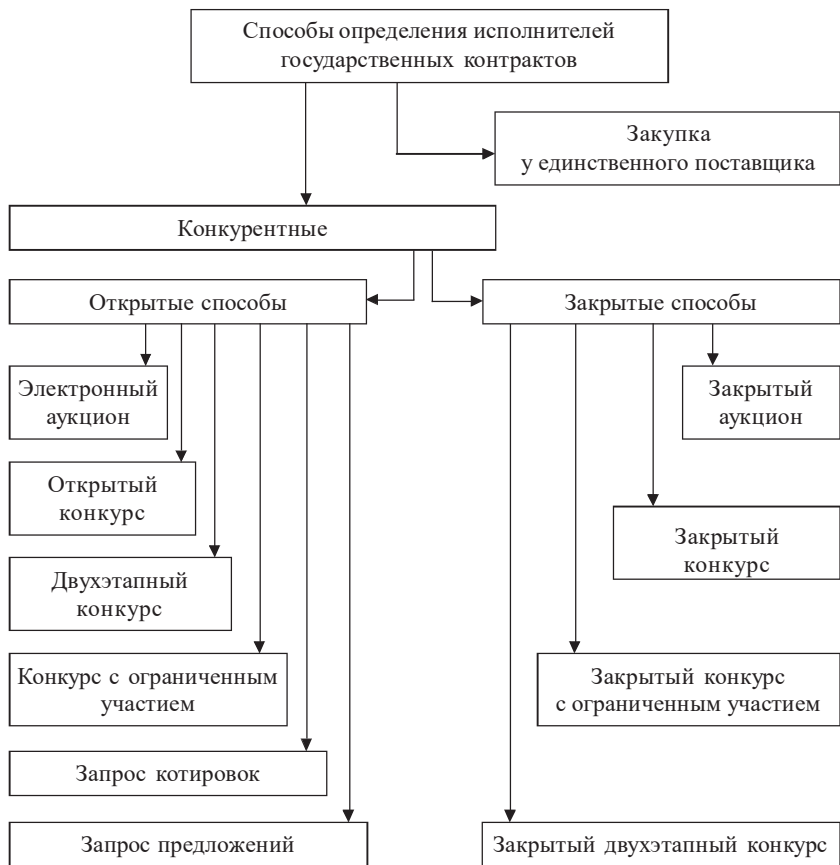 Способы определения исполнителей
государственных контрактов
Закупка
у единственного поставщика
Конкурентные
Открытые способы
Закрытые способы
Электронный
аукцион
Закрытый
аукцион
Открытый
конкурс
Закрытый
конкурс
Двухэтапный
конкурс
Конкурс с ограниченным
участием
Закрытый конкурс
с ограниченным участием
Запрос котировок
Запрос предложений
Закрытый двухэтапный конкурс